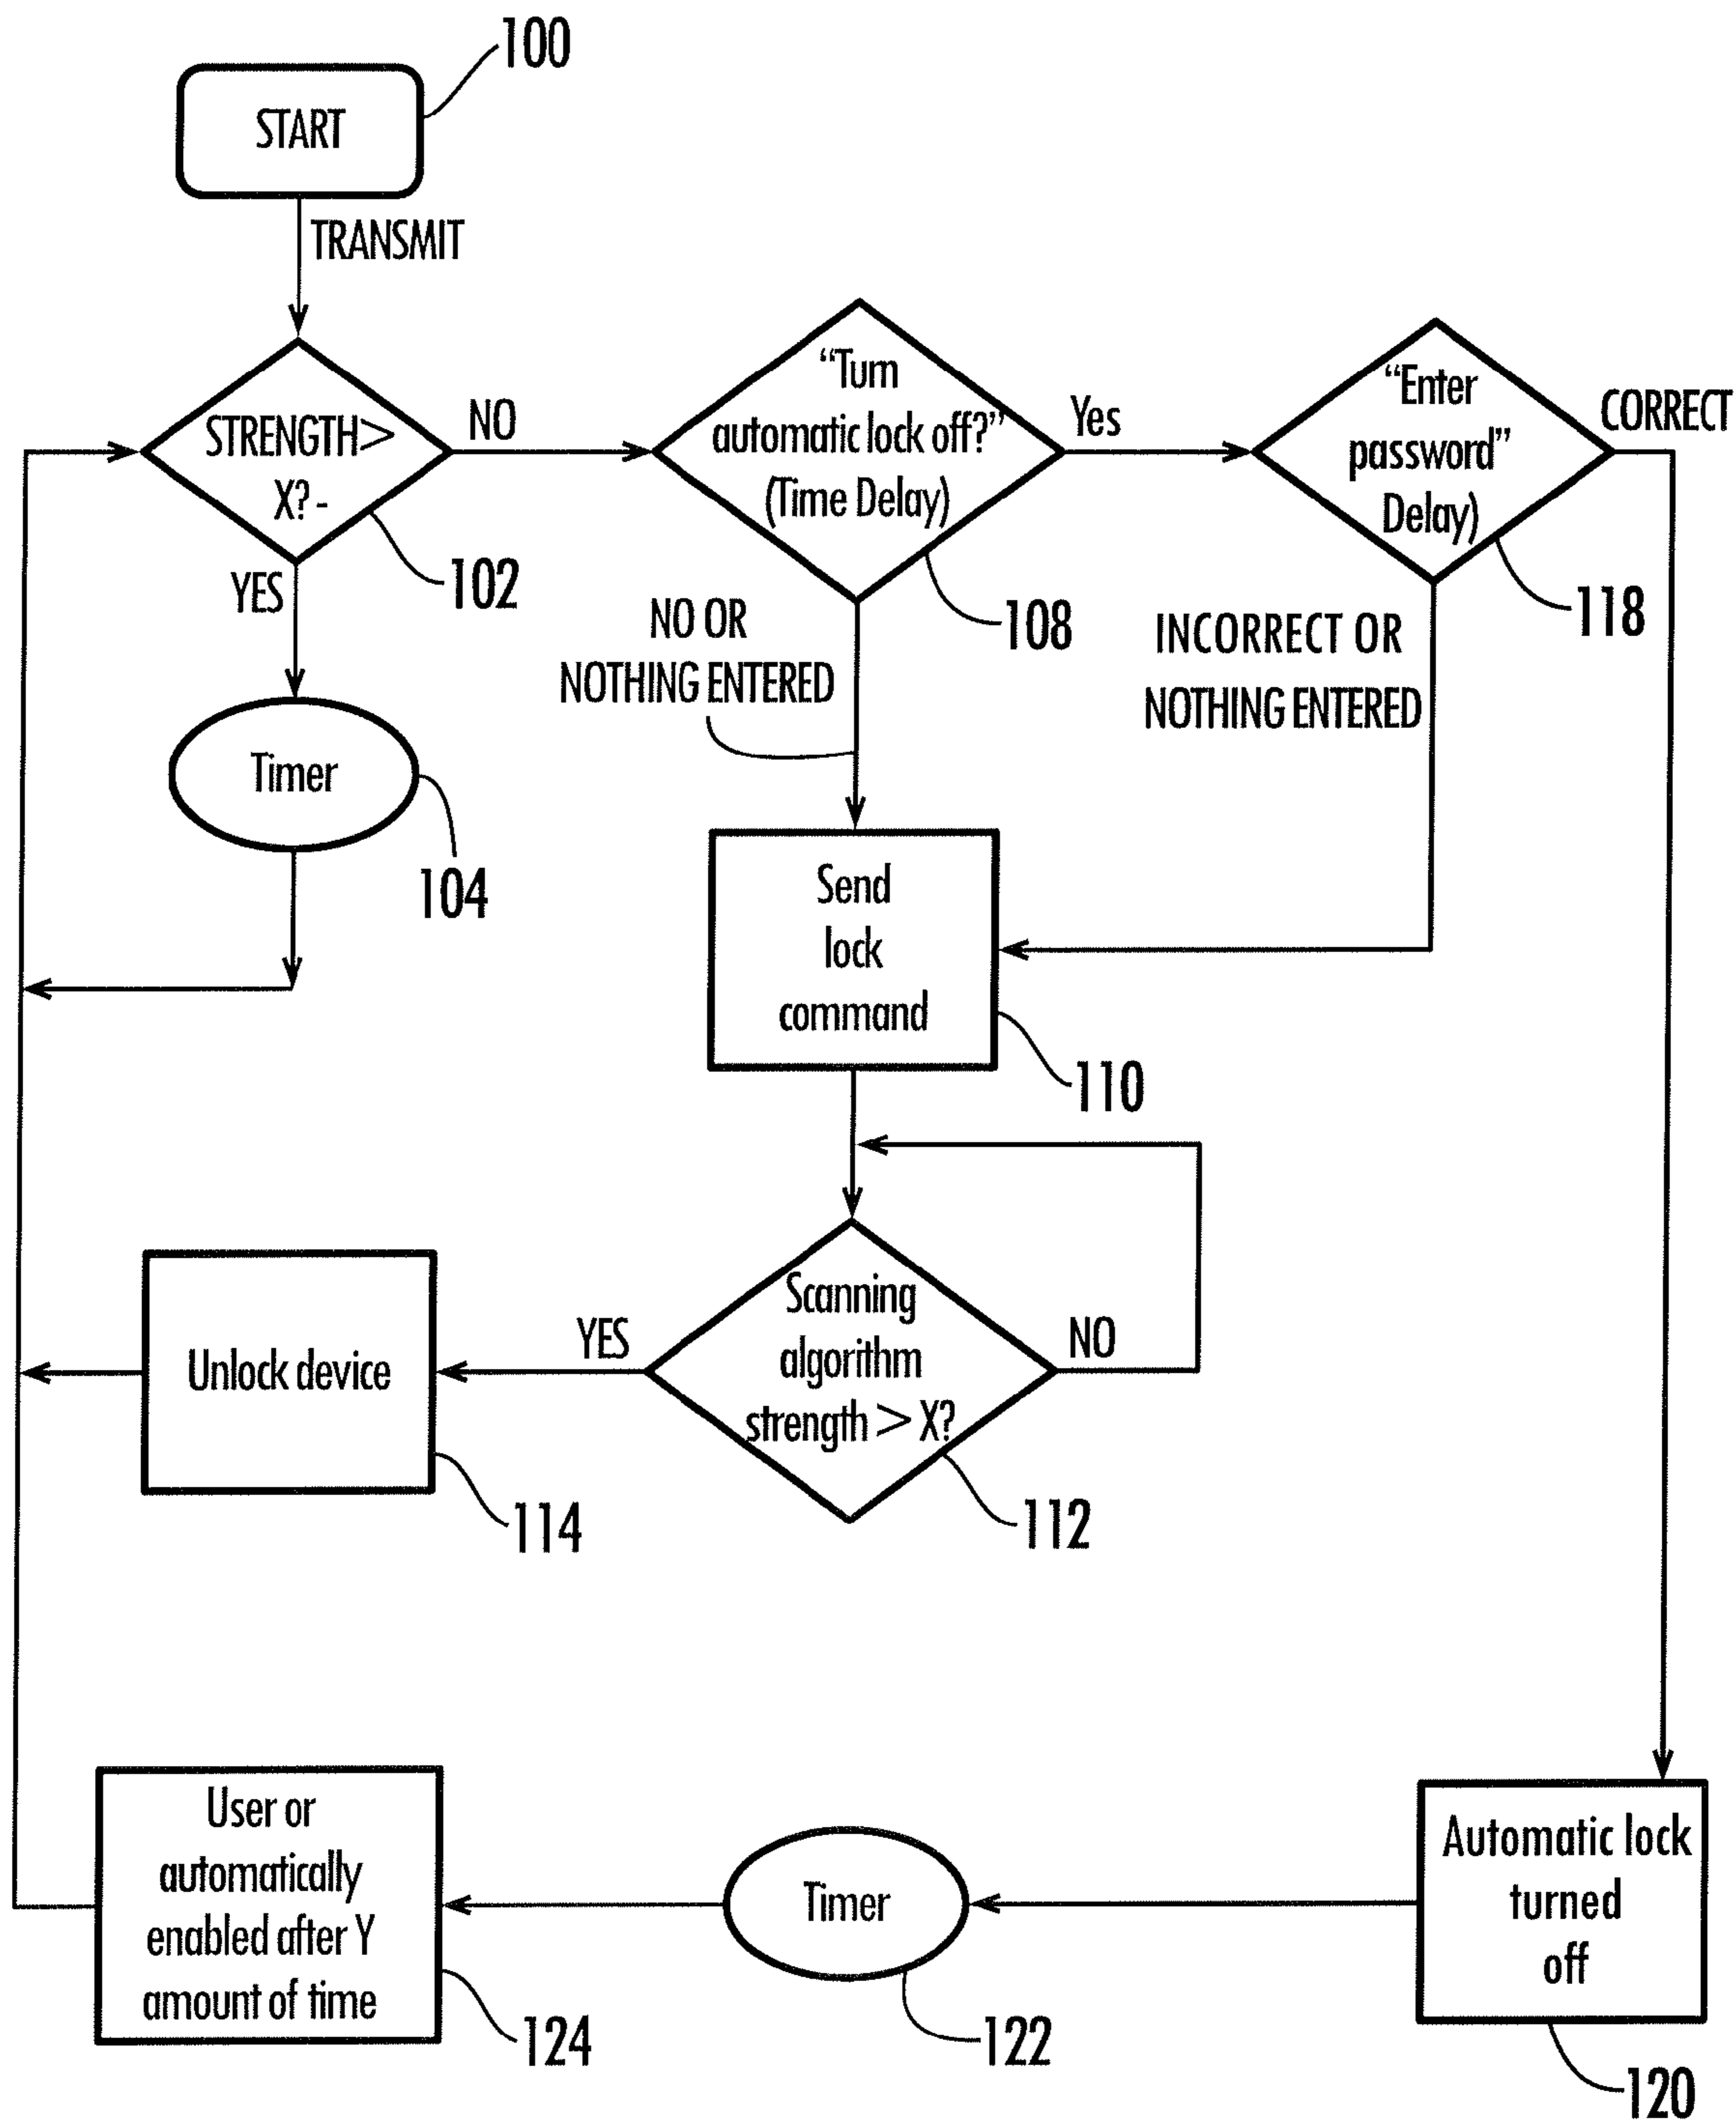 100
START
TRANSMIT
STRENGTH>
X? -
NO
102
YES
"Tum
automatic lock off?"
(Time Delay)
Yes
108
"Enter
password"
Delay)
CORRECT
118
NO OR
NOTHING ENTERED
INCORRECT OR
NOTHING ENTERED
Timer
104
Send
lock
command
110
Scanning
algorithm
strength > X?
YES
NO
112
Unlock device
114
User or
automatically
enabled after Y
amount of time
124
Timer
122
Automatic lock
turned
off
120